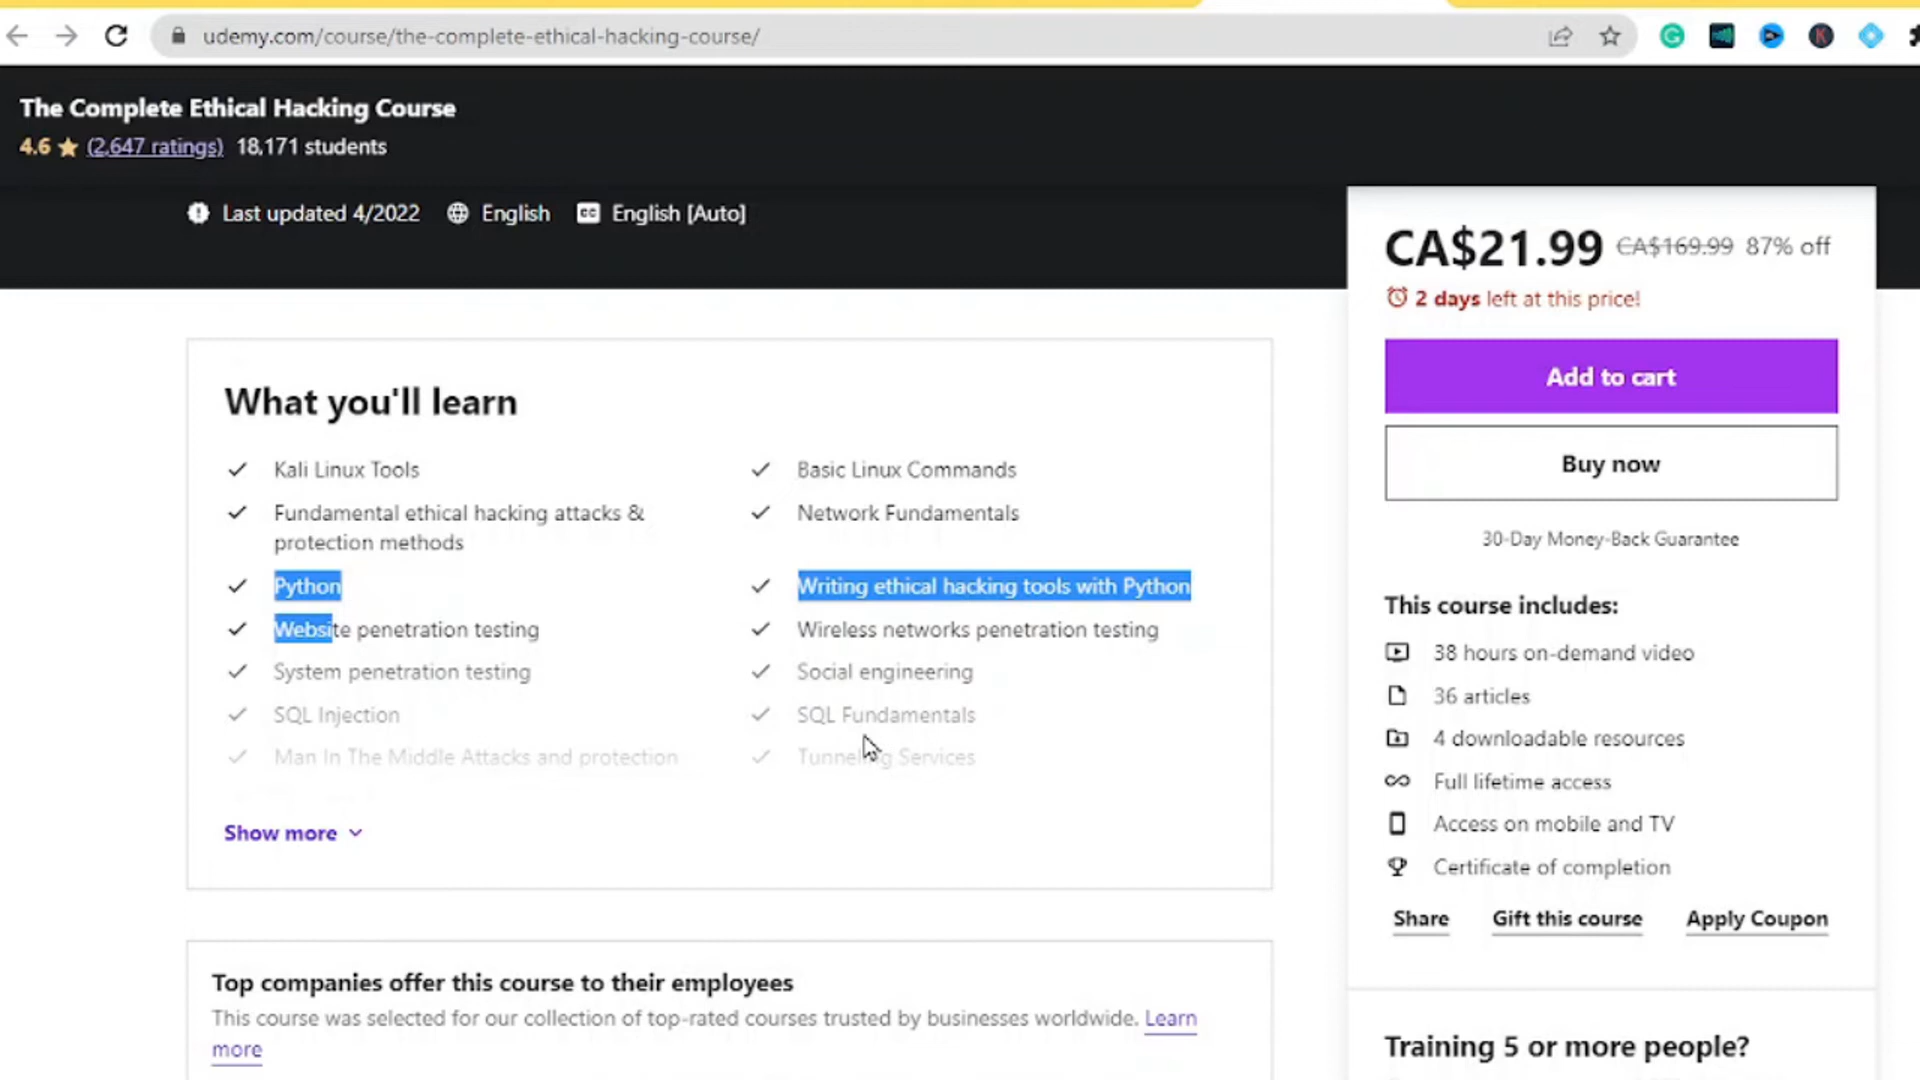 udemy.com/course/the-complete-ethical-hacking-course/
The Complete Ethical Hacking Course
4.6 (2,647 ratings) 18,171 students
Last updated 4/2022 English CC English [Auto]
CA$21.99 CA$169.99 87% off
2 days left at this price!
Add to cart
Buy now
30-Day Money-Back Guarantee
This course includes:
38 hours on-demand video
36 articles
4 downloadable resources
Full lifetime access
Access on mobile and TV
Certificate of completion
Share Gift this course Apply Coupon
Training 5 or more people?
What you'll learn
Kali Linux Tools
Basic Linux Commands
Fundamental ethical hacking attacks &
protection methods
Network Fundamentals
Python
Writing ethical hacking tools with Python
Website penetration testing
Wireless networks penetration testing
System penetration testing
Social engineering
SQL Injection
SQL Fundamentals
Man In The Middle Attacks and protection
Tunneling Services
Show more
Top companies offer this course to their employees
This course was selected for our collection of top-rated courses trusted by businesses worldwide. Learn
more